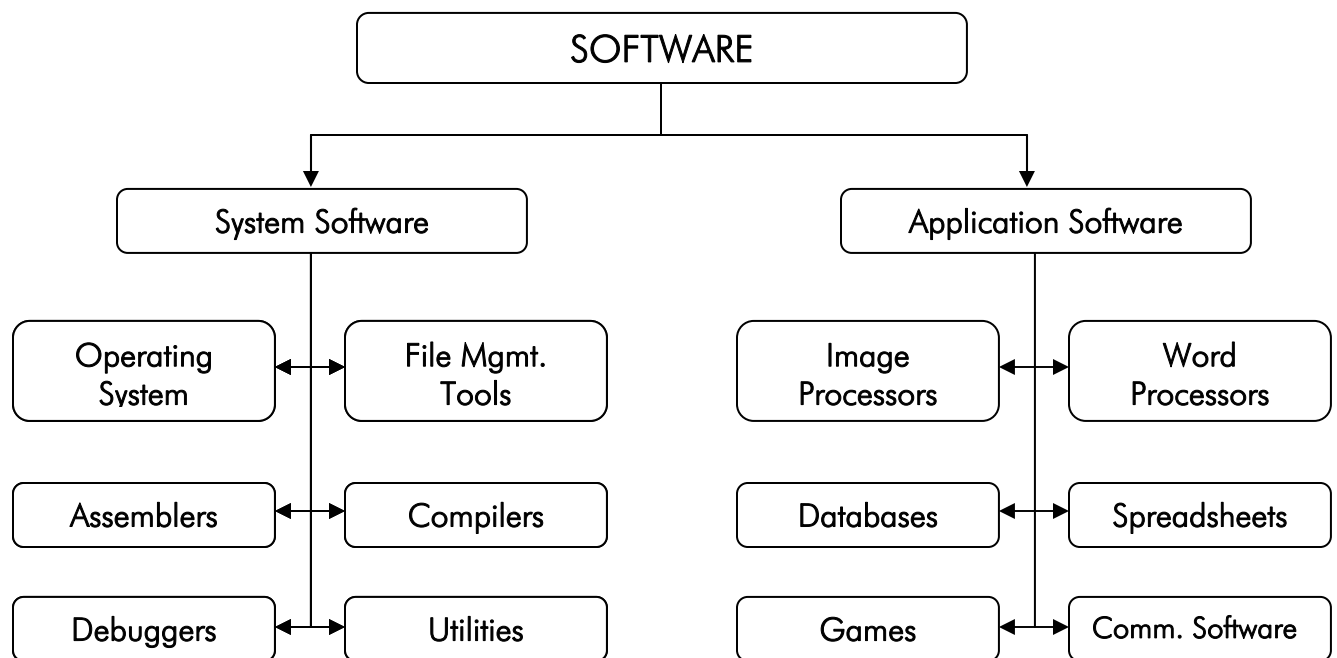 SOFTWARE
System Software
Application Software
Operating
System
File Mgmt.
Tools
Image
Processors
Word
Processors
Assemblers
Compilers
Databases
Spreadsheets
Debuggers
Utilities
Games
Comm. Software